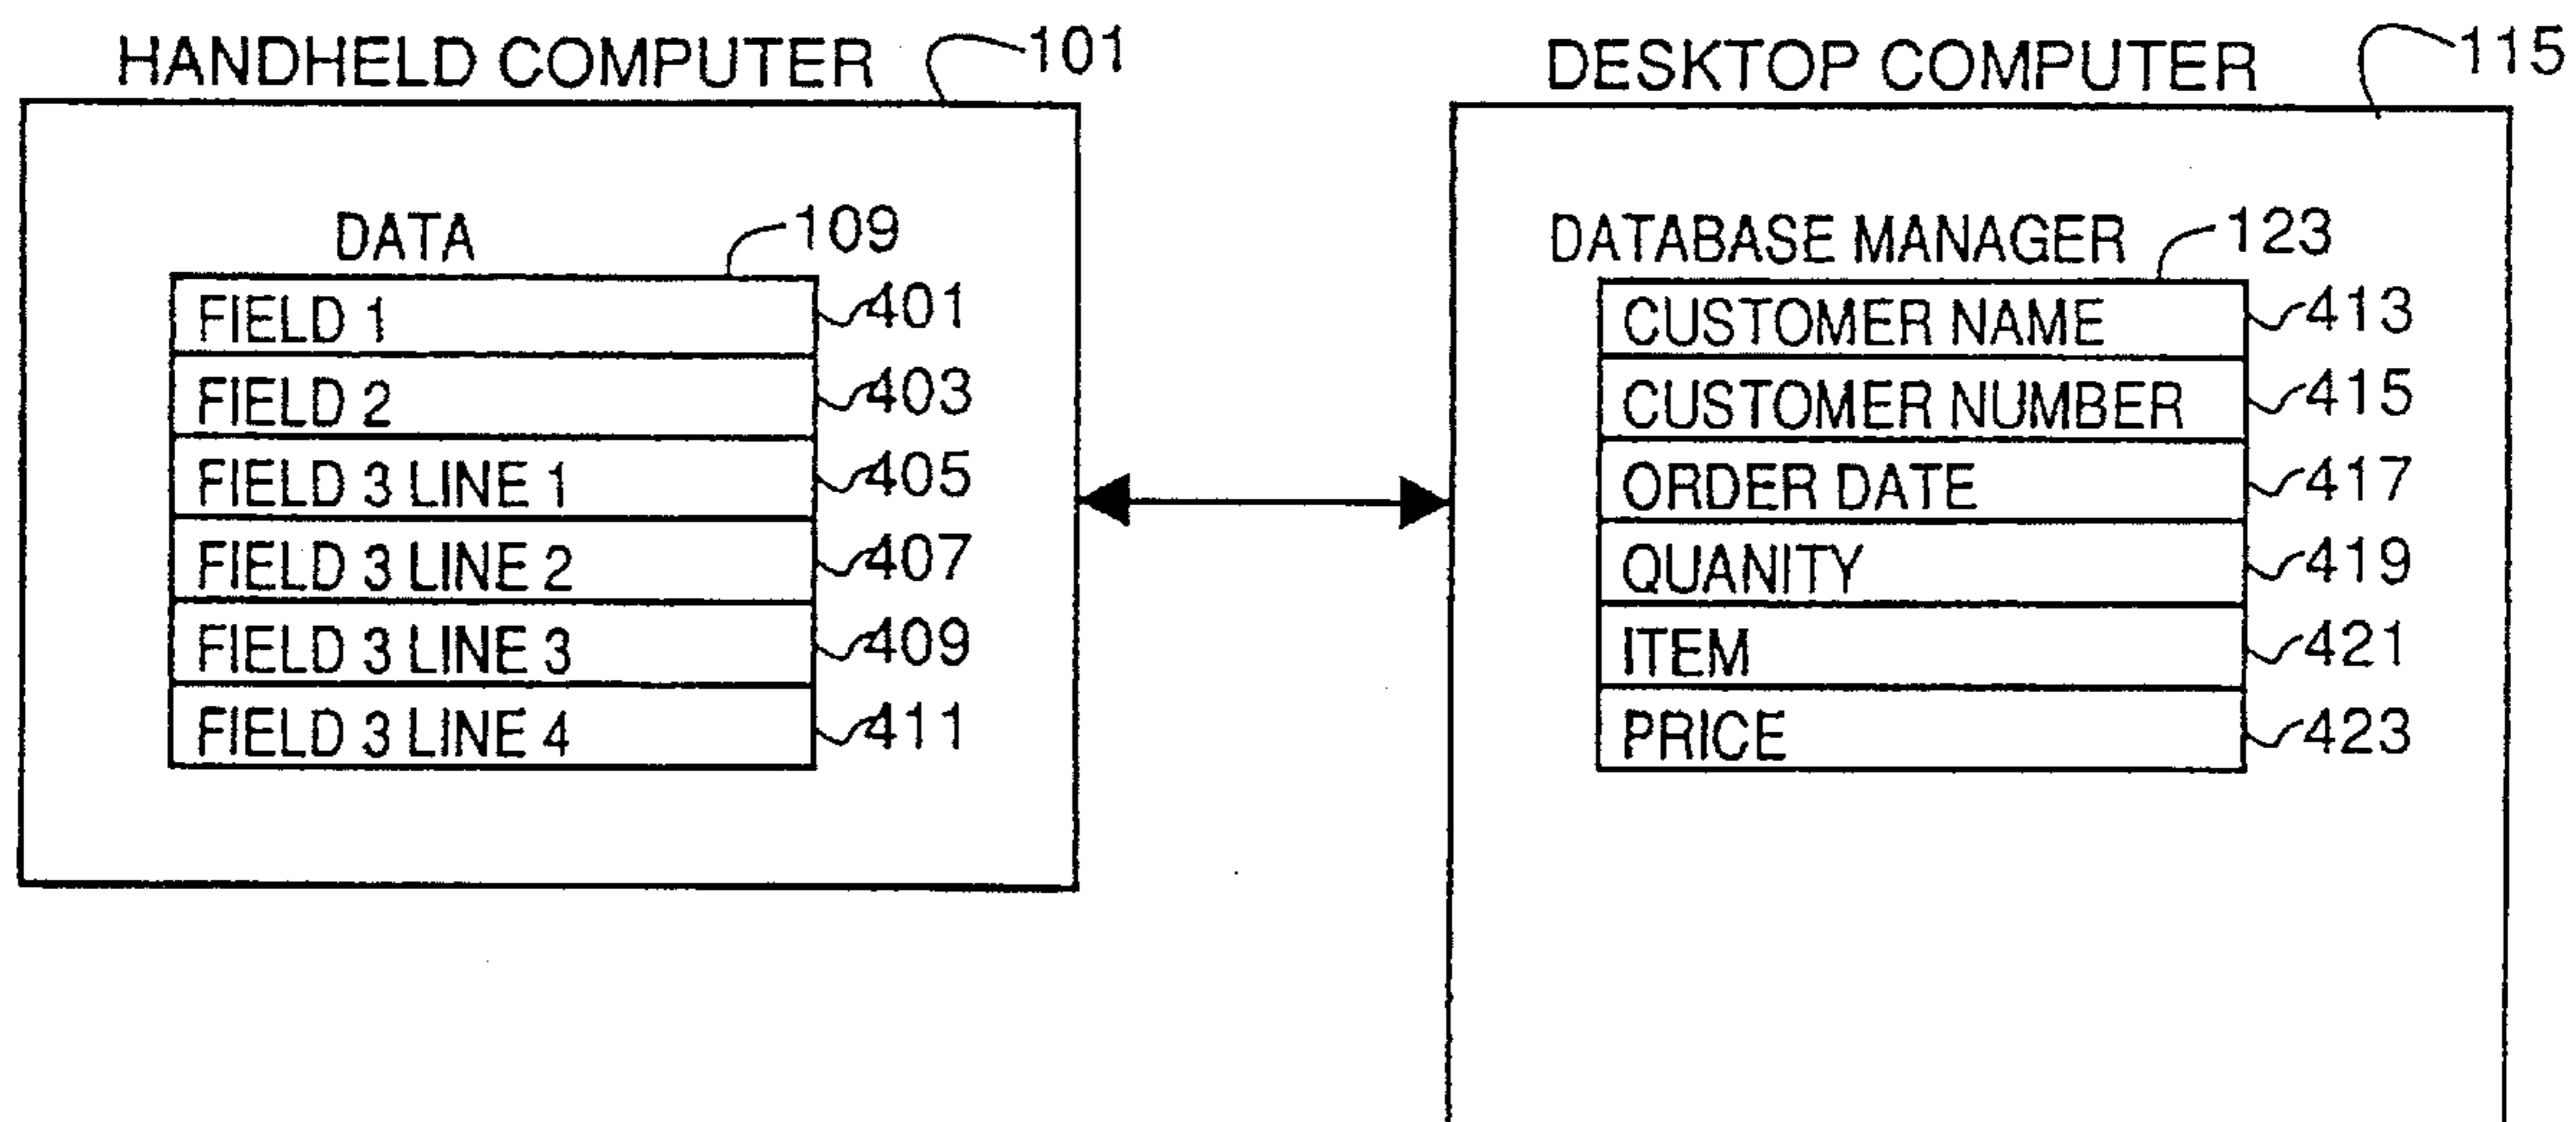 HANDHELD COMPUTER 101
DATA 109
FIELD 1 401
FIELD 2 403
FIELD 3 LINE 1 405
FIELD 3 LINE 2 407
FIELD 3 LINE 3 409
FIELD 3 LINE 4 411
DESKTOP COMPUTER 115
DATABASE MANAGER 123
CUSTOMER NAME 413
CUSTOMER NUMBER 415
ORDER DATE 417
QUANITY 419
ITEM 421
PRICE 423